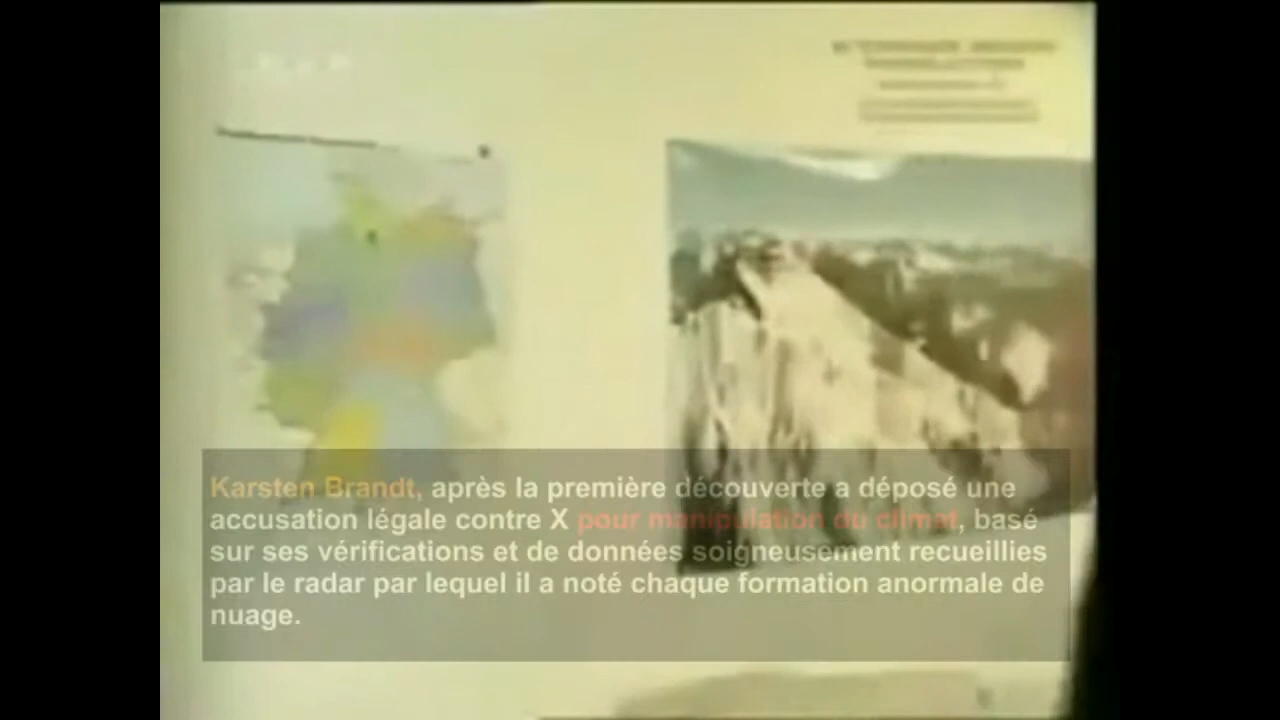 Karsten Brandt, après la première découverte a déposé une
accusation légale contre X pour manipulation du climat, basé
sur ses vérifications et de données soigneusement recueillies
par le radar par lequel il a noté chaque formation anormale de
nuage.